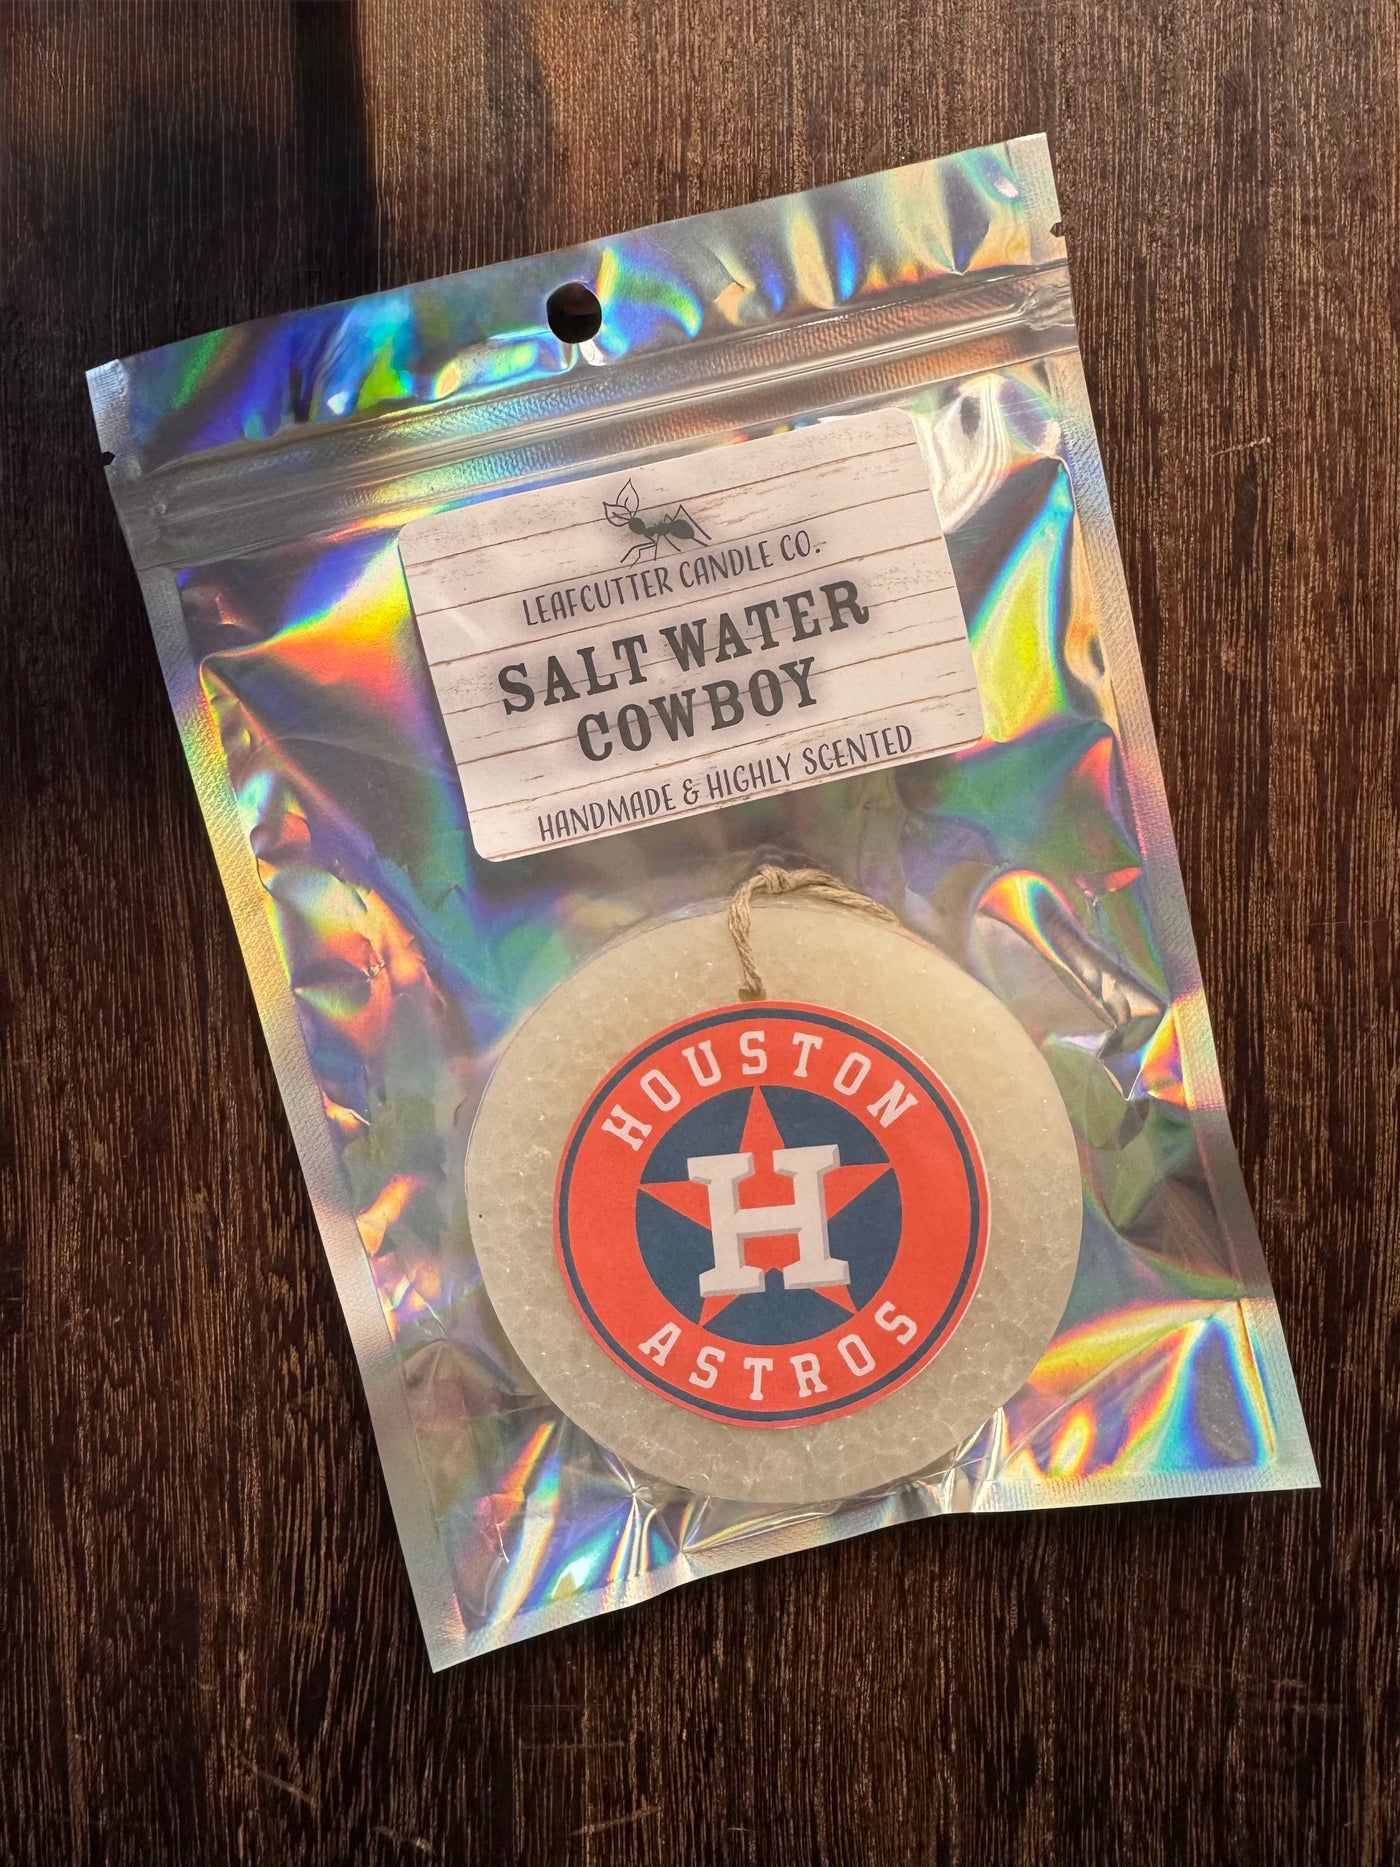 LEAFCUTTER CANDLE CO.
SALT WATER
COWBOY
HANDMADE & HIGHLY SCENTED
HOUSTON
H
ASTROS